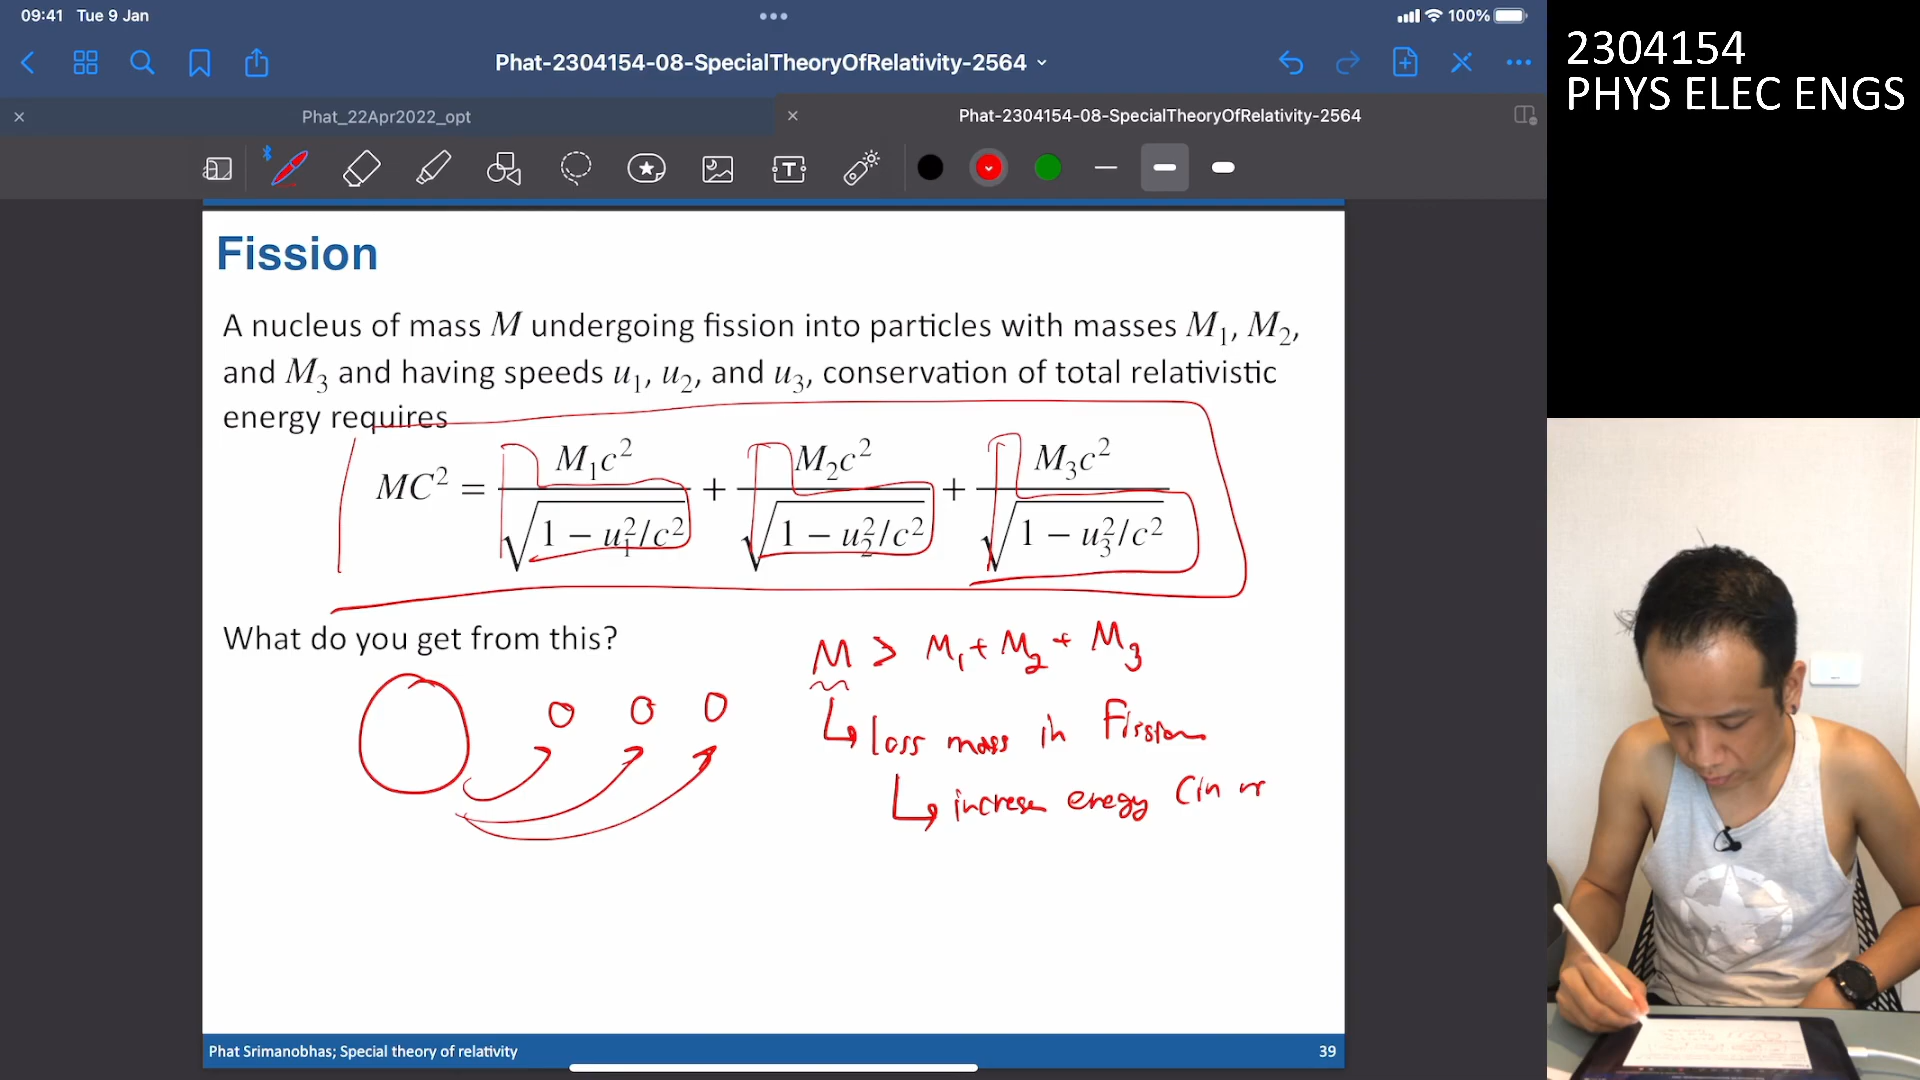 09:41 Tue 9 Jan
100%
Phat-2304154-08-SpecialTheoryOfRelativity-2564
Phat_22Apr2022_opt
Phat-2304154-08-SpecialTheoryOfRelativity-2564
T
2304154
PHYS ELEC ENGS
Fission
A nucleus of mass M undergoing fission into particles with masses M₁, M₂,
and M₃ and having speeds u₁, u₂, and u₃, conservation of total relativistic
energy requires
MC² = M₁c² / √(1 − u₁²/c²) + M₂c² / √(1 − u₂²/c²) + M₃c² / √(1 − u₃²/c²)
What do you get from this?
M > M₁ + M₂ + M₃
loss mass in Fission
enegy (in
Phat Srimanobhas; Special theory of relativity
39